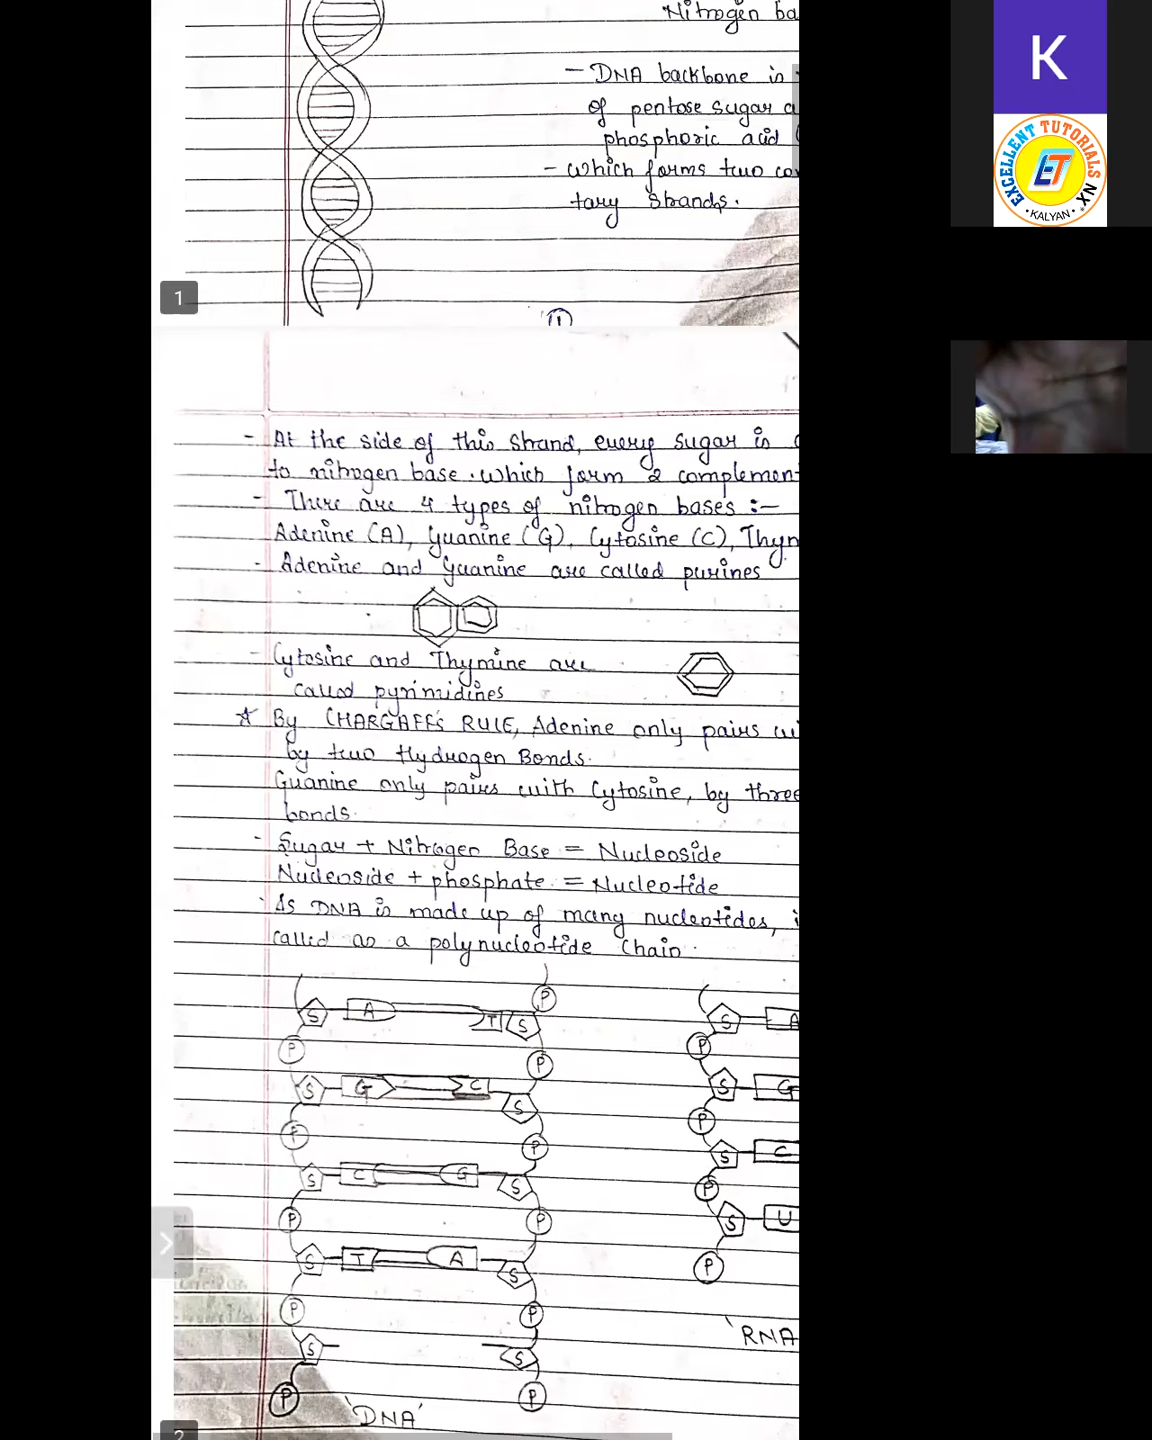 Nitrogen ba
- DNA backbone is
of pentose sugar a
phosphoric acid
- which forms two co
tary strands.
1
①
- At the side of this strand, every sugar is
to nitrogen base. which form 2 complemen
- There are 4 types of nitrogen bases :-
Adenine (A), Guanine (G), Cytosine (C), Thym
- Adenine and Guanine are called purines
- Cytosine and Thymine are
called pyrimidines
☆ By CHARGAFF'S RULE, Adenine only pairs wi
by two Hydrogen Bonds.
Guanine only pairs with Cytosine, by three
bonds.
- Sugar + Nitrogen Base = Nucleoside
Nucleoside + phosphate = Nucleotide
- As DNA is made up of many nucleotides, i
called as a polynucleotide chain.
P
S A T S S A
P P P
S G C S S G
P P P
S C G S S C
P P P
S T A S S U
P P P
S S
P P
'DNA'
'RNA
2
K
EXCELLENT TUTORIALS NX
ET
KALYAN